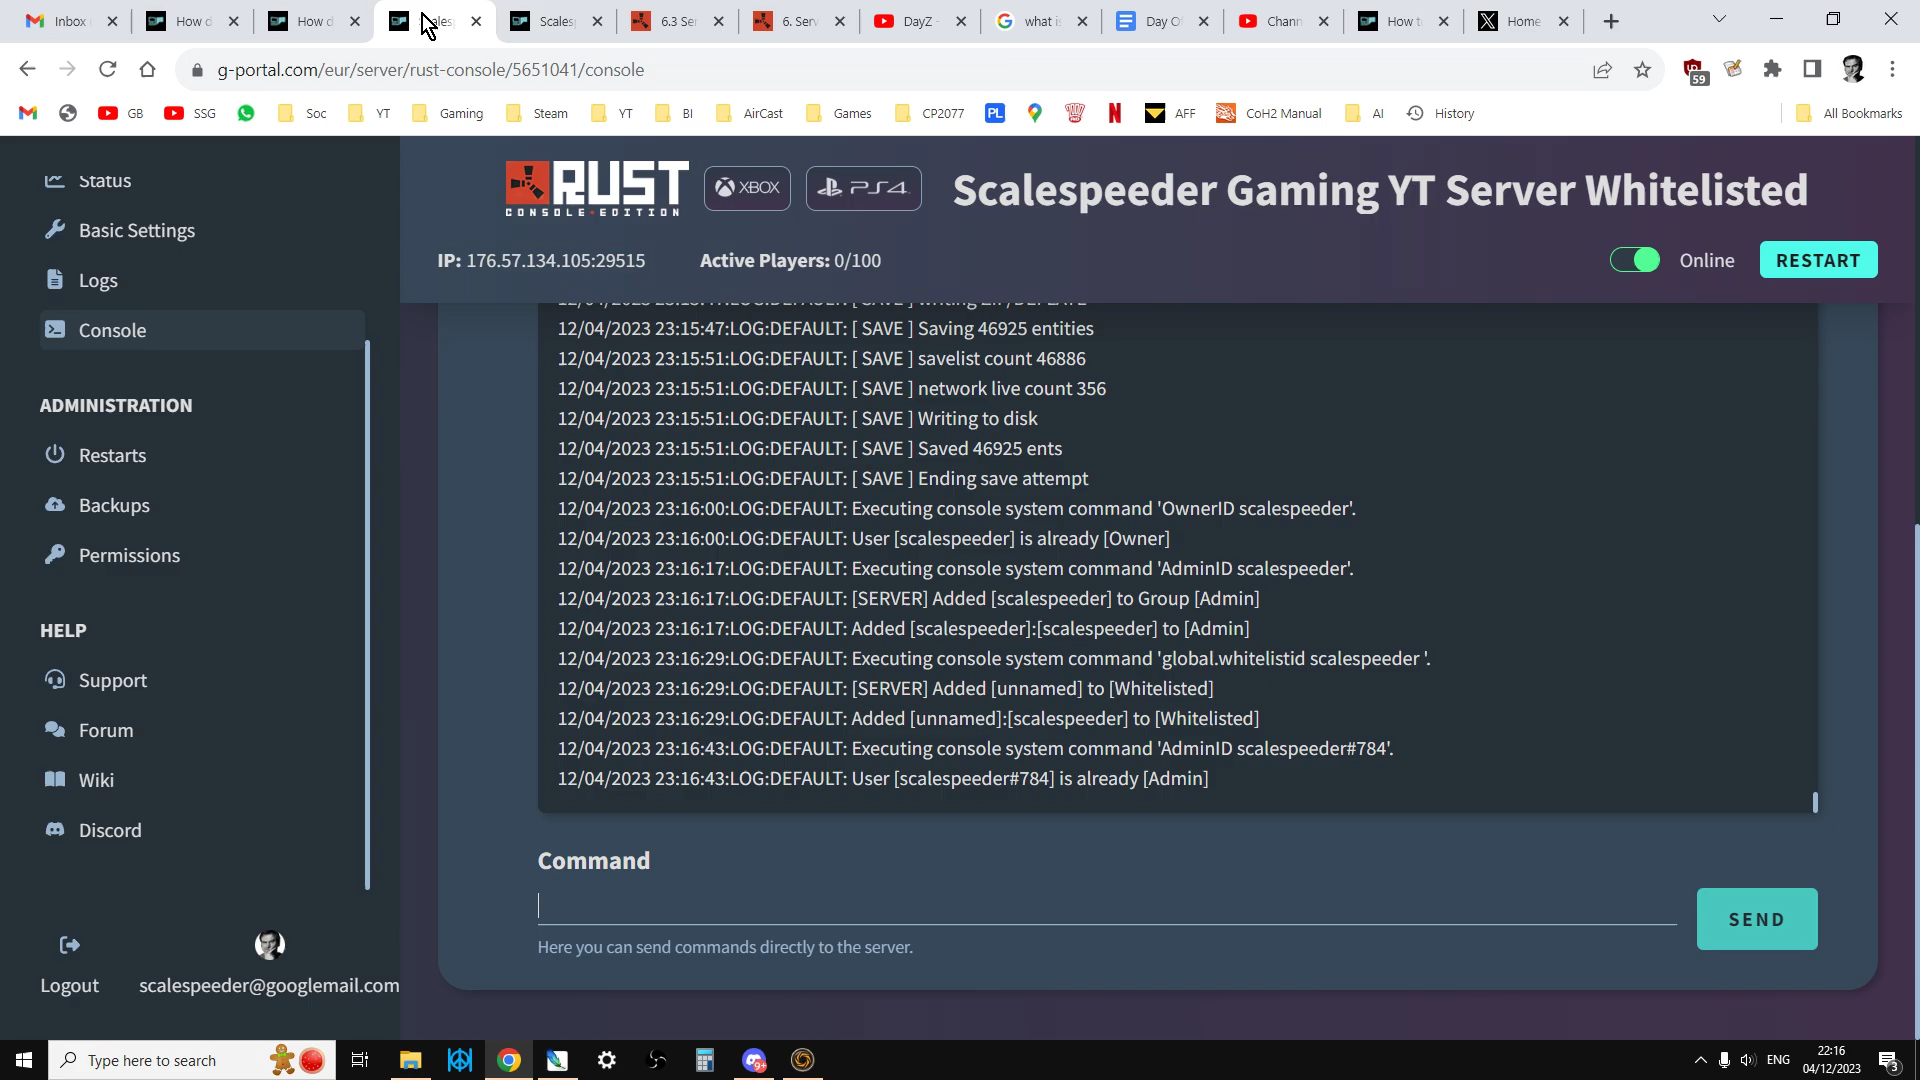 Inbox
How d
How d
Scales
6.3 Ser
6. Serv
DayZ -
what is
Day Of
Chann
How t
Home
g-portal.com/eur/server/rust-console/5651041/console
59
GB
SSG
Soc
YT
Gaming
Steam
YT
BI
AirCast
Games
CP2077
PL
AFF
CoH2 Manual
AI
History
All Bookmarks
Status
Basic Settings
Logs
Console
ADMINISTRATION
Restarts
Backups
Permissions
HELP
Support
Forum
Wiki
Discord
Logout
scalespeeder@googlemail.com
RUST
CONSOLE EDITION
XBOX
PS4
Scalespeeder Gaming YT Server Whitelisted
IP: 176.57.134.105:29515
Active Players: 0/100
Online
RESTART
12/04/2023 23:15:47:LOG:DEFAULT: [ SAVE ] Saving 46925 entities
12/04/2023 23:15:51:LOG:DEFAULT: [ SAVE ] savelist count 46886
12/04/2023 23:15:51:LOG:DEFAULT: [ SAVE ] network live count 356
12/04/2023 23:15:51:LOG:DEFAULT: [ SAVE ] Writing to disk
12/04/2023 23:15:51:LOG:DEFAULT: [ SAVE ] Saved 46925 ents
12/04/2023 23:15:51:LOG:DEFAULT: [ SAVE ] Ending save attempt
12/04/2023 23:16:00:LOG:DEFAULT: Executing console system command 'OwnerID scalespeeder'.
12/04/2023 23:16:00:LOG:DEFAULT: User [scalespeeder] is already [Owner]
12/04/2023 23:16:17:LOG:DEFAULT: Executing console system command 'AdminID scalespeeder'.
12/04/2023 23:16:17:LOG:DEFAULT: [SERVER] Added [scalespeeder] to Group [Admin]
12/04/2023 23:16:17:LOG:DEFAULT: Added [scalespeeder]:[scalespeeder] to [Admin]
12/04/2023 23:16:29:LOG:DEFAULT: Executing console system command 'global.whitelistid scalespeeder '.
12/04/2023 23:16:29:LOG:DEFAULT: [SERVER] Added [unnamed] to [Whitelisted]
12/04/2023 23:16:29:LOG:DEFAULT: Added [unnamed]:[scalespeeder] to [Whitelisted]
12/04/2023 23:16:43:LOG:DEFAULT: Executing console system command 'AdminID scalespeeder#784'.
12/04/2023 23:16:43:LOG:DEFAULT: User [scalespeeder#784] is already [Admin]
Command
SEND
Here you can send commands directly to the server.
Type here to search
9+
ENG
22:16
04/12/2023
3